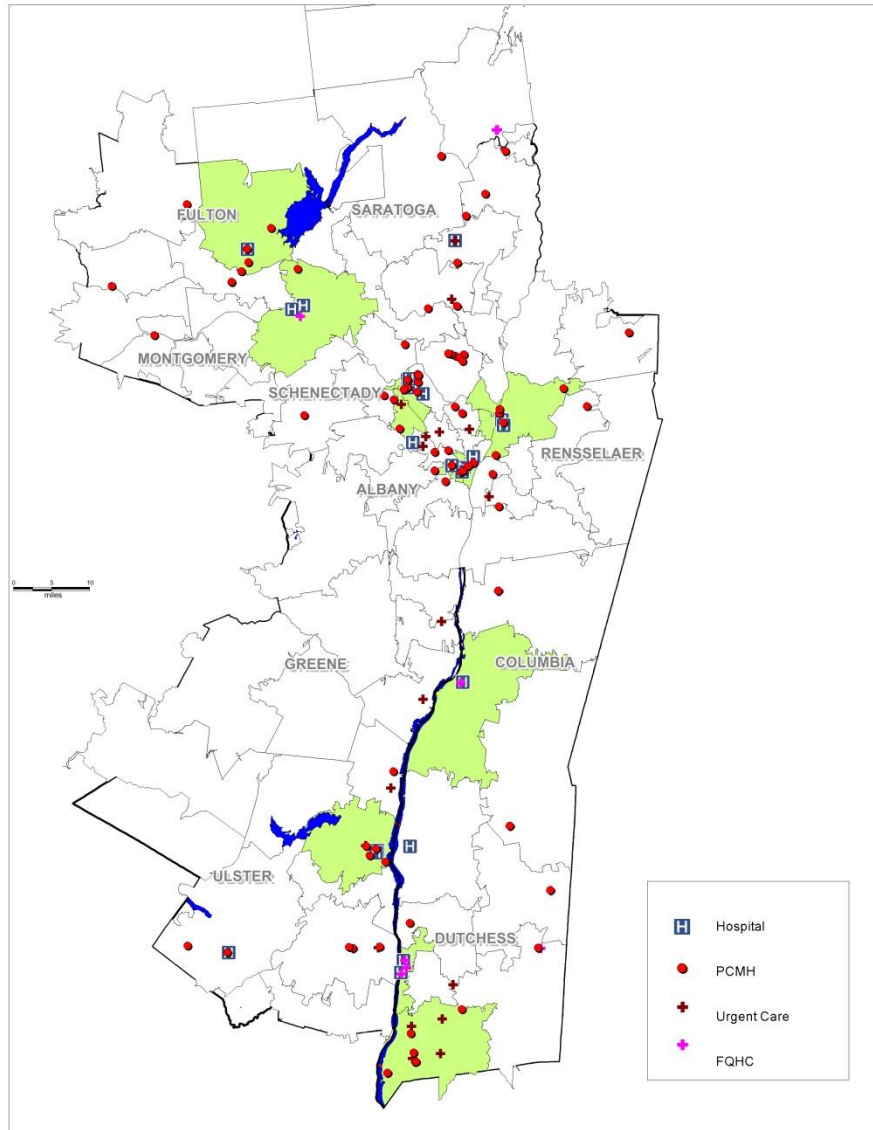 FULTON
SARATOGA
MONTGOMERY
SCHENECTADY
RENSSELAER
ALBANY
0 5 10
miles
GREENE
COLUMBIA
ULSTER
DUTCHESS
H Hospital
PCMH
Urgent Care
FQHC